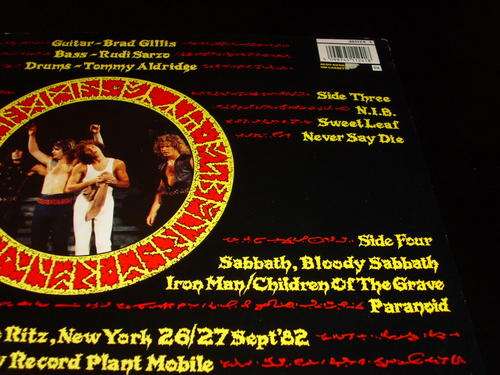 Guitar-Brad Gillis
Bass-Rudi Sarzo
Drums-Tommy Aldridge
Side Three
N.I.B.
Sweet Leaf
Never Say Die
Side Four
Sabbath, Bloody Sabbath
Iron Man/Children Of The Grave
Paranoid
Ritz, New York 26/27 Sept'82
Record Plant Mobile